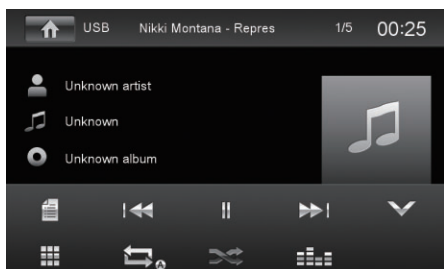 USB Nikki Montana - Repres 1/5 00:25
Unknown artist
Unknown
Unknown album